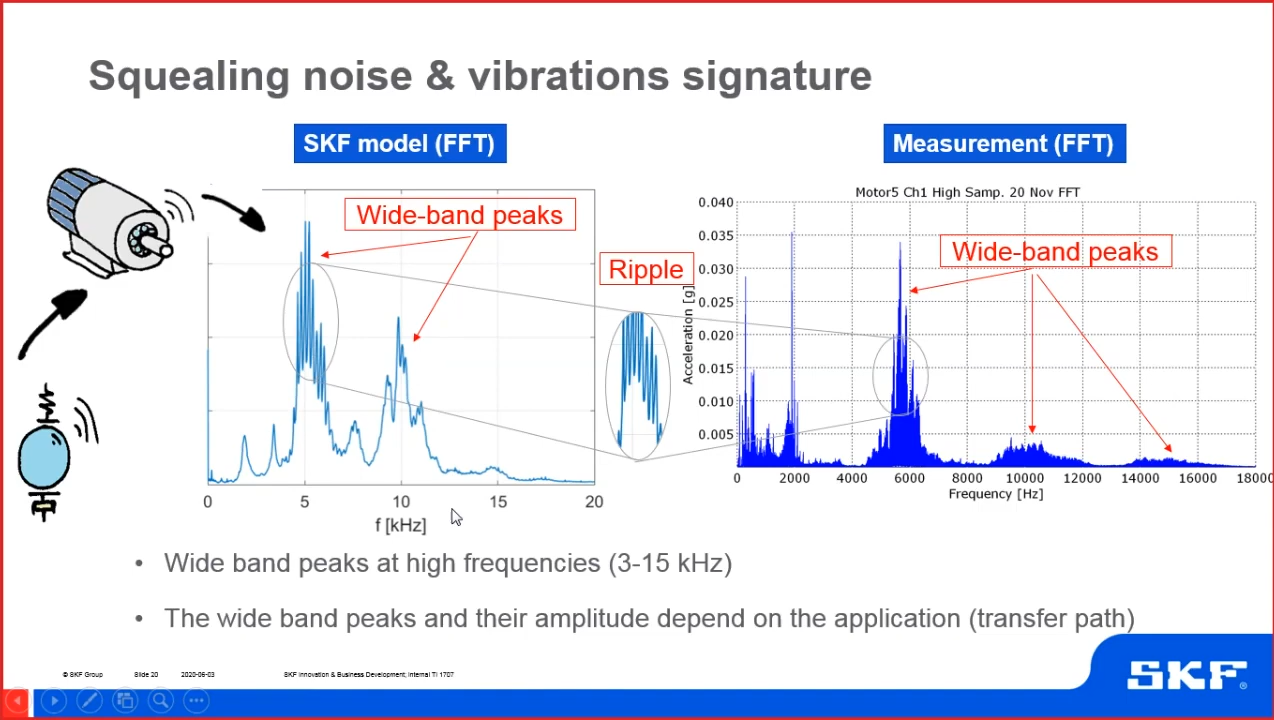 Squealing noise & vibrations signature
SKF model (FFT)
Measurement (FFT)
Wide-band peaks
0 5 10 15 20
f [kHz]
Ripple
Motor5 Ch1 High Samp. 20 Nov FFT
Wide-band peaks
0.040
0.035
0.030
0.025
0.020
0.015
0.010
0.005
Acceleration [g]
0 2000 4000 6000 8000 10000 12000 14000 16000 18000
Frequency [Hz]
• Wide band peaks at high frequencies (3-15 kHz)
• The wide band peaks and their amplitude depend on the application (transfer path)
© SKF Group Slide 20 2020-06-03 SKF Innovation & Business Development; Internal TI 1707
SKF®